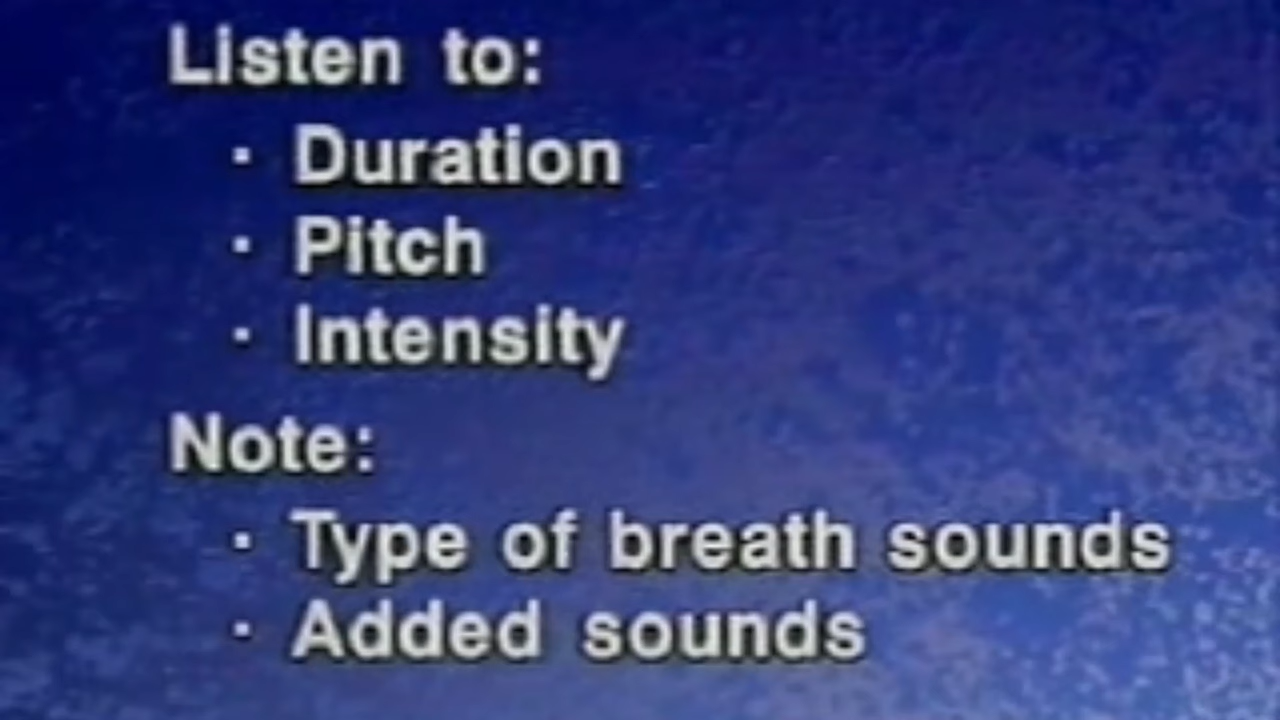 Listen to:
· Duration
· Pitch
· Intensity
Note:
· Type of breath sounds
· Added sounds